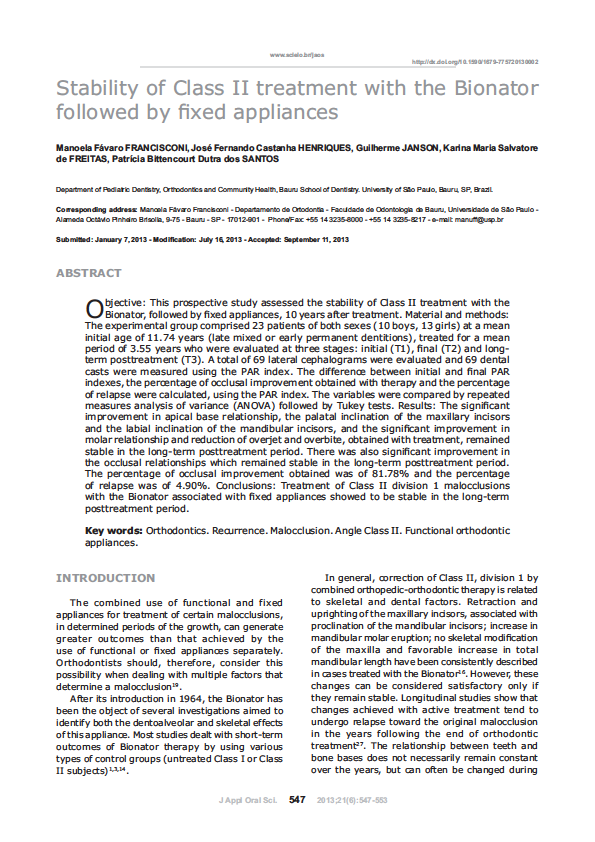 www.scielo.br/jaos
http://dx.doi.org/10.1590/1679-775720130002
Stability of Class II treatment with the Bionator
followed by fixed appliances
Manoela Fávaro FRANCISCONI, José Fernando Castanha HENRIQUES, Guilherme JANSON, Karina Maria Salvatore
de FREITAS, Patrícia Bittencourt Dutra dos SANTOS
Department of Pediatric Dentistry, Orthodontics and Community Health, Bauru School of Dentistry. University of São Paulo, Bauru, SP, Brazil.
Corresponding address: Manoela Fávaro Francisconi - Departamento de Ortodontia - Faculdade de Odontologia de Bauru, Universidade de São Paulo -
Alameda Octávio Pinheiro Brisolla, 9-75 - Bauru - SP - 17012-901 - Phone/Fax: +55 14 3235-8000 - +55 14 3235-8217 - e-mail: manuff@usp.br
Submitted: January 7, 2013 - Modification: July 16, 2013 - Accepted: September 11, 2013
ABSTRACT
Objective: This prospective study assessed the stability of Class II treatment with the
Bionator, followed by fixed appliances, 10 years after treatment. Material and methods:
The experimental group comprised 23 patients of both sexes (10 boys, 13 girls) at a mean
initial age of 11.74 years (late mixed or early permanent dentitions), treated for a mean
period of 3.55 years who were evaluated at three stages: initial (T1), final (T2) and long-
term posttreatment (T3). A total of 69 lateral cephalograms were evaluated and 69 dental
casts were measured using the PAR index. The difference between initial and final PAR
indexes, the percentage of occlusal improvement obtained with therapy and the percentage
of relapse were calculated, using the PAR index. The variables were compared by repeated
measures analysis of variance (ANOVA) followed by Tukey tests. Results: The significant
improvement in apical base relationship, the palatal inclination of the maxillary incisors
and the labial inclination of the mandibular incisors, and the significant improvement in
molar relationship and reduction of overjet and overbite, obtained with treatment, remained
stable in the long-term posttreatment period. There was also significant improvement in
the occlusal relationships which remained stable in the long-term posttreatment period.
The percentage of occlusal improvement obtained was of 81.78% and the percentage
of relapse was of 4.90%. Conclusions: Treatment of Class II division 1 malocclusions
with the Bionator associated with fixed appliances showed to be stable in the long-term
posttreatment period.
Key words: Orthodontics. Recurrence. Malocclusion. Angle Class II. Functional orthodontic
appliances.
INTRODUCTION
The combined use of functional and fixed
appliances for treatment of certain malocclusions,
in determined periods of the growth, can generate
greater outcomes than that achieved by the
use of functional or fixed appliances separately.
Orthodontists should, therefore, consider this
possibility when dealing with multiple factors that
determine a malocclusion19.
After its introduction in 1964, the Bionator has
been the object of several investigations aimed to
identify both the dentoalveolar and skeletal effects
of this appliance. Most studies dealt with short-term
outcomes of Bionator therapy by using various
types of control groups (untreated Class I or Class
II subjects)1,3,14.
In general, correction of Class II, division 1 by
combined orthopedic-orthodontic therapy is related
to skeletal and dental factors. Retraction and
uprighting of the maxillary incisors, associated with
proclination of the mandibular incisors; increase in
mandibular molar eruption; no skeletal modification
of the maxilla and favorable increase in total
mandibular length have been consistently described
in cases treated with the Bionator16. However, these
changes can be considered satisfactory only if
they remain stable. Longitudinal studies show that
changes achieved with active treatment tend to
undergo relapse toward the original malocclusion
in the years following the end of orthodontic
treatment27. The relationship between teeth and
bone bases does not necessarily remain constant
over the years, but can often be changed during
J Appl Oral Sci. 547 2013;21(6):547-553